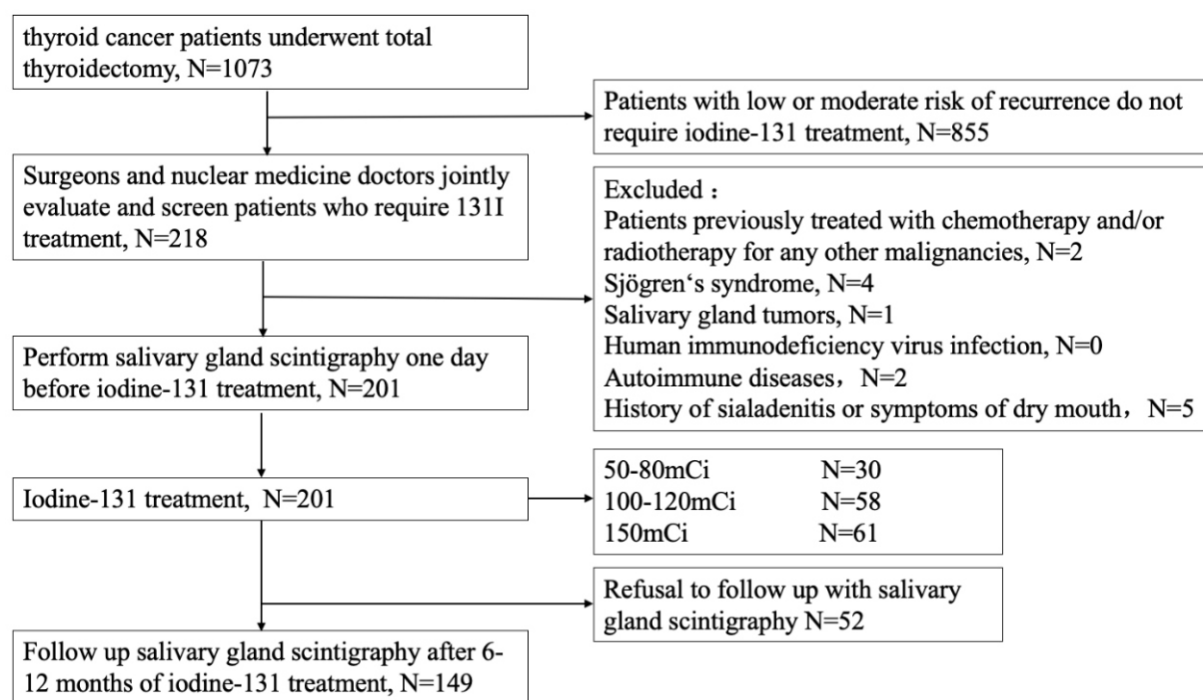 thyroid cancer patients underwent total
thyroidectomy, N=1073
Patients with low or moderate risk of recurrence do not
require iodine-131 treatment, N=855
Surgeons and nuclear medicine doctors jointly
evaluate and screen patients who require 131I
treatment, N=218
Excluded：
Patients previously treated with chemotherapy and/or
radiotherapy for any other malignancies, N=2
Sjögren‘s syndrome, N=4
Salivary gland tumors, N=1
Human immunodeficiency virus infection, N=0
Autoimmune diseases，N=2
History of sialadenitis or symptoms of dry mouth，N=5
Perform salivary gland scintigraphy one day
before iodine-131 treatment, N=201
Iodine-131 treatment, N=201
50-80mCi N=30
100-120mCi N=58
150mCi N=61
Refusal to follow up with salivary
gland scintigraphy N=52
Follow up salivary gland scintigraphy after 6-
12 months of iodine-131 treatment, N=149